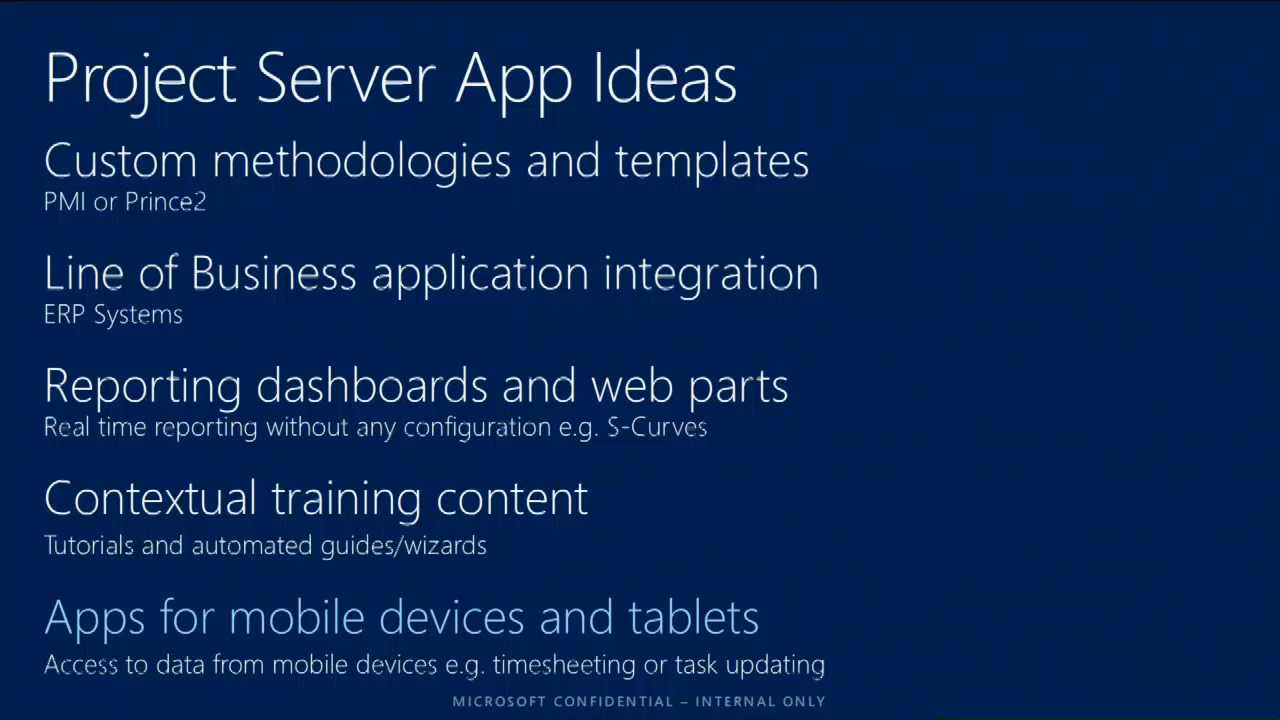 Project Server App Ideas
Custom methodologies and templates
PMI or Prince2
Line of Business application integration
ERP Systems
Reporting dashboards and web parts
Real time reporting without any configuration e.g. S-Curves
Contextual training content
Tutorials and automated guides/wizards
Apps for mobile devices and tablets
Access to data from mobile devices e.g. timesheeting or task updating
MICROSOFT CONFIDENTIAL – INTERNAL ONLY